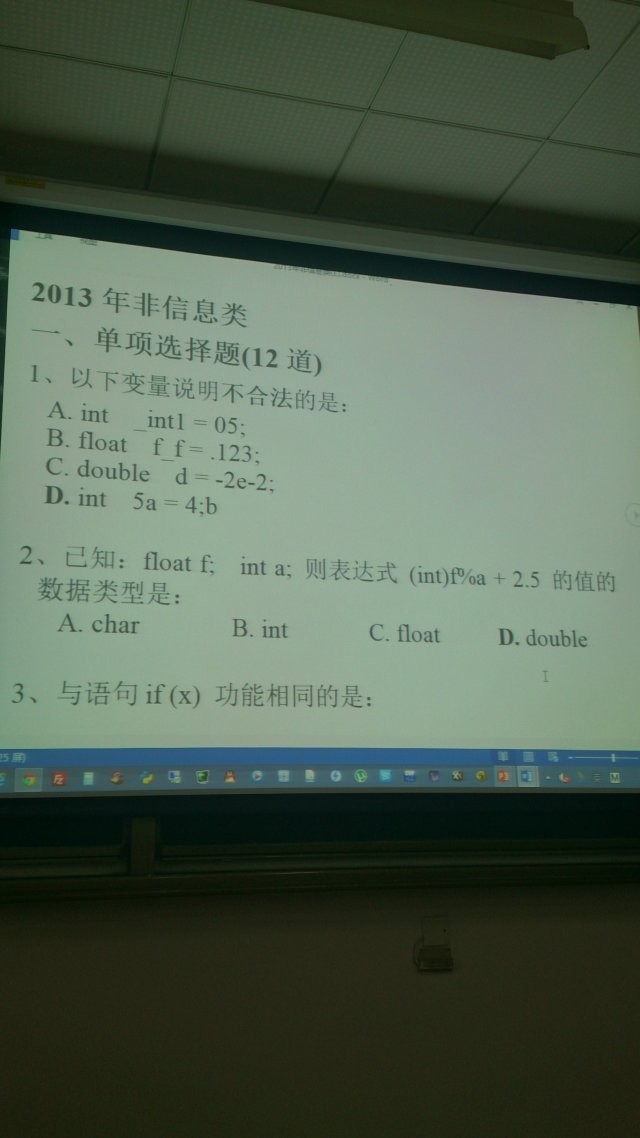 2013 年非信息类
一、单项选择题(12 道)
1、以下变量说明不合法的是：
A. int _int1 = 05;
B. float f_f = .123;
C. double d = -2e-2;
D. int 5a = 4;b
2、已知：float f; int a; 则表达式 (int)f%a + 2.5 的值的
数据类型是：
A. char B. int C. float D. double
3、与语句 if (x) 功能相同的是：